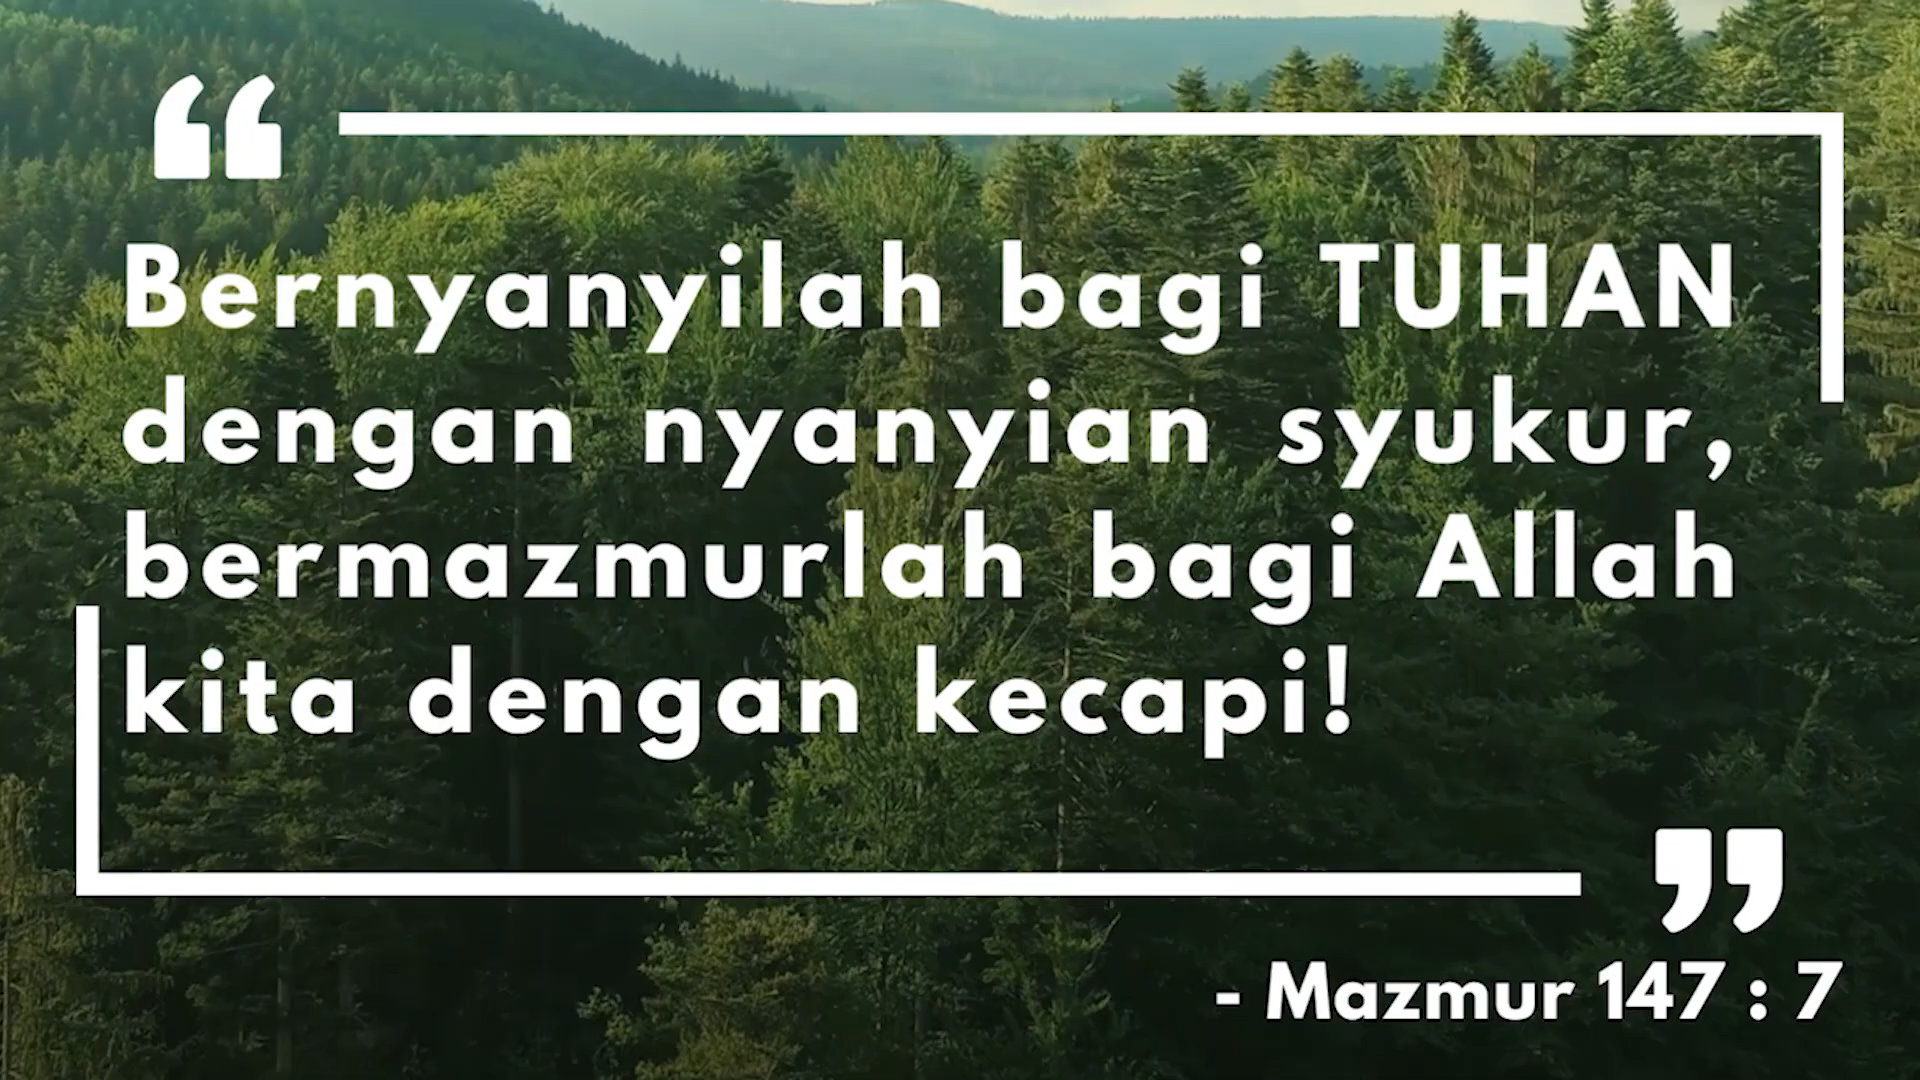 “
Bernyanyilah bagi TUHAN
dengan nyanyian syukur,
bermazmurlah bagi Allah
kita dengan kecapi!
”
- Mazmur 147 : 7